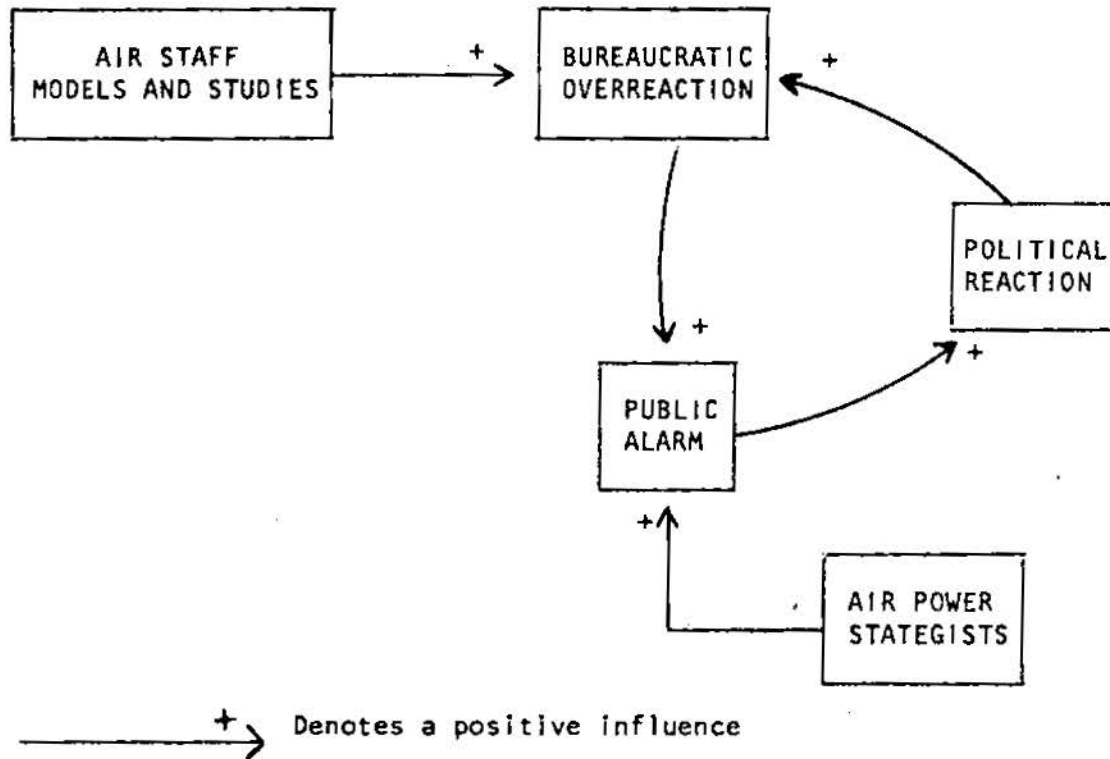 AIR STAFF
MODELS AND STUDIES
+
BUREAUCRATIC
OVERREACTION
+
POLITICAL
REACTION
+
+
PUBLIC
ALARM
+
AIR POWER
STATEGISTS
+
Denotes a positive influence